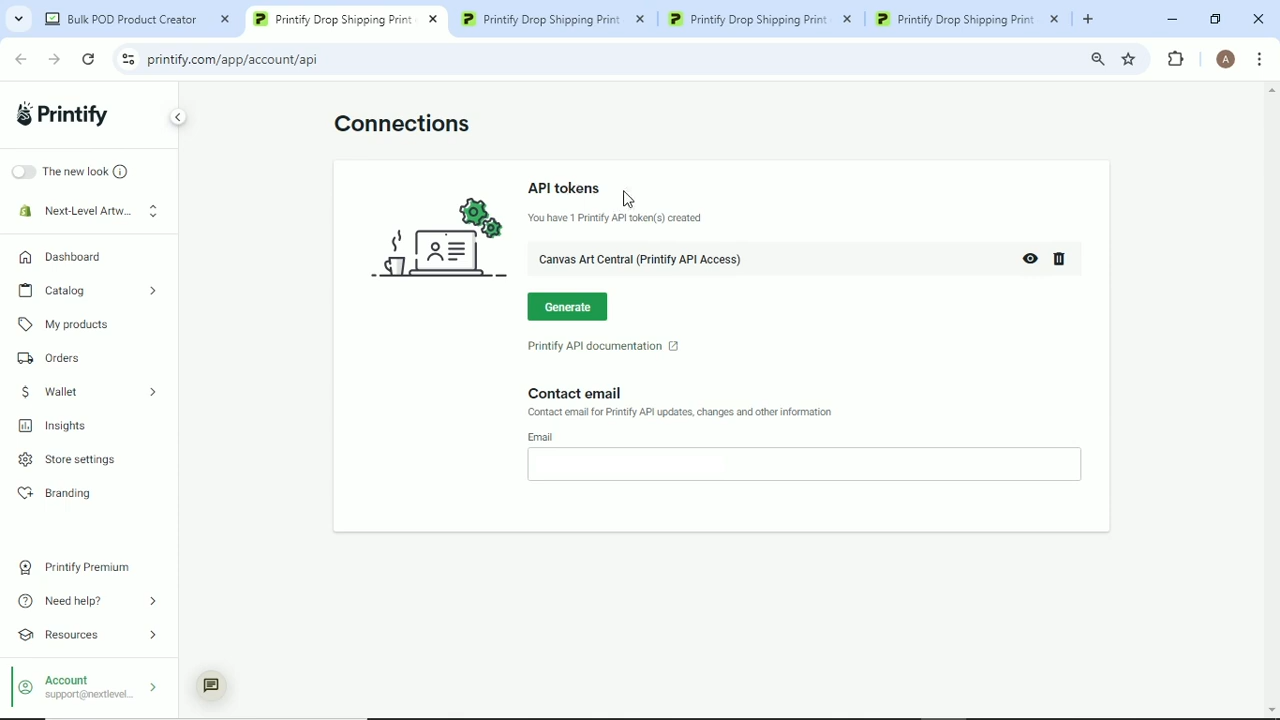 Bulk POD Product Creator
Printify Drop Shipping Print
Printify Drop Shipping Print
Printify Drop Shipping Print
Printify Drop Shipping Print
printify.com/app/account/api
A
Printify
The new look
Next-Level Artw...
Dashboard
Catalog
My products
Orders
Wallet
Insights
Store settings
Branding
Printify Premium
Need help?
Resources
Account
support@nextlevel...
Connections
API tokens
You have 1 Printify API token(s) created
Canvas Art Central (Printify API Access)
Generate
Printify API documentation
Contact email
Contact email for Printify API updates, changes and other information
Email